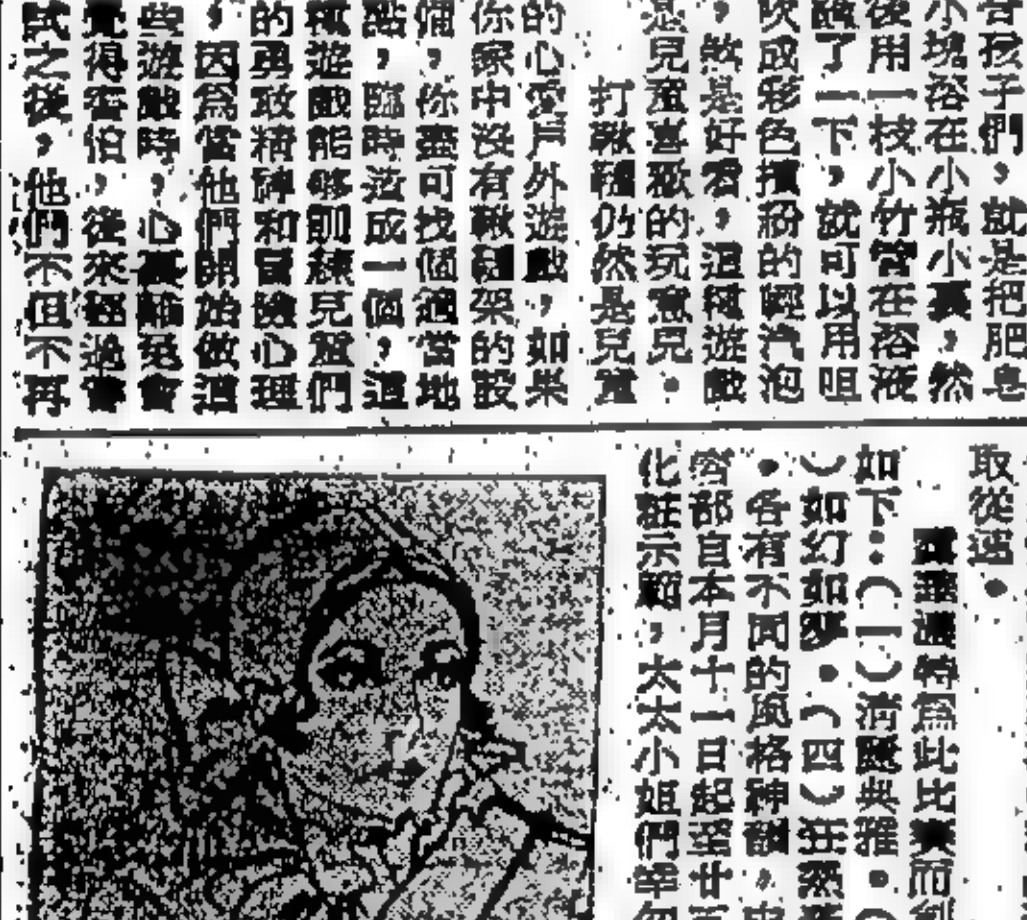 孩子們，就是把肥皂
小塊溶在小瓶小裏，然
後用一枝小竹管在溶液
了一下，就可以用咀
吹成彩色繽紛的輕汽泡
，煞是好看，這種遊戲
是兒童喜歡的玩意兒。
打鞦韆仍然是兒童
的心愛戶外遊戲，如果
你家中沒有鞦韆架的設
備，你盡可找個適當地
點，臨時造成一個，這
種遊戲能夠訓練兒童們
的勇敢精神和冒險心理
，因為當他們開始做這
些遊戲時，心裏難免會
覺得害怕，從來經過嘗
試之後，他們不但不再
取從速。
特爲此比賽而
如下：（一）清麗與雅。
）如幻如夢。（四）狂熱
。各有不同的風格神韻，
容部自本月十一日起至廿
化粧示範，太太小姐們幸勿